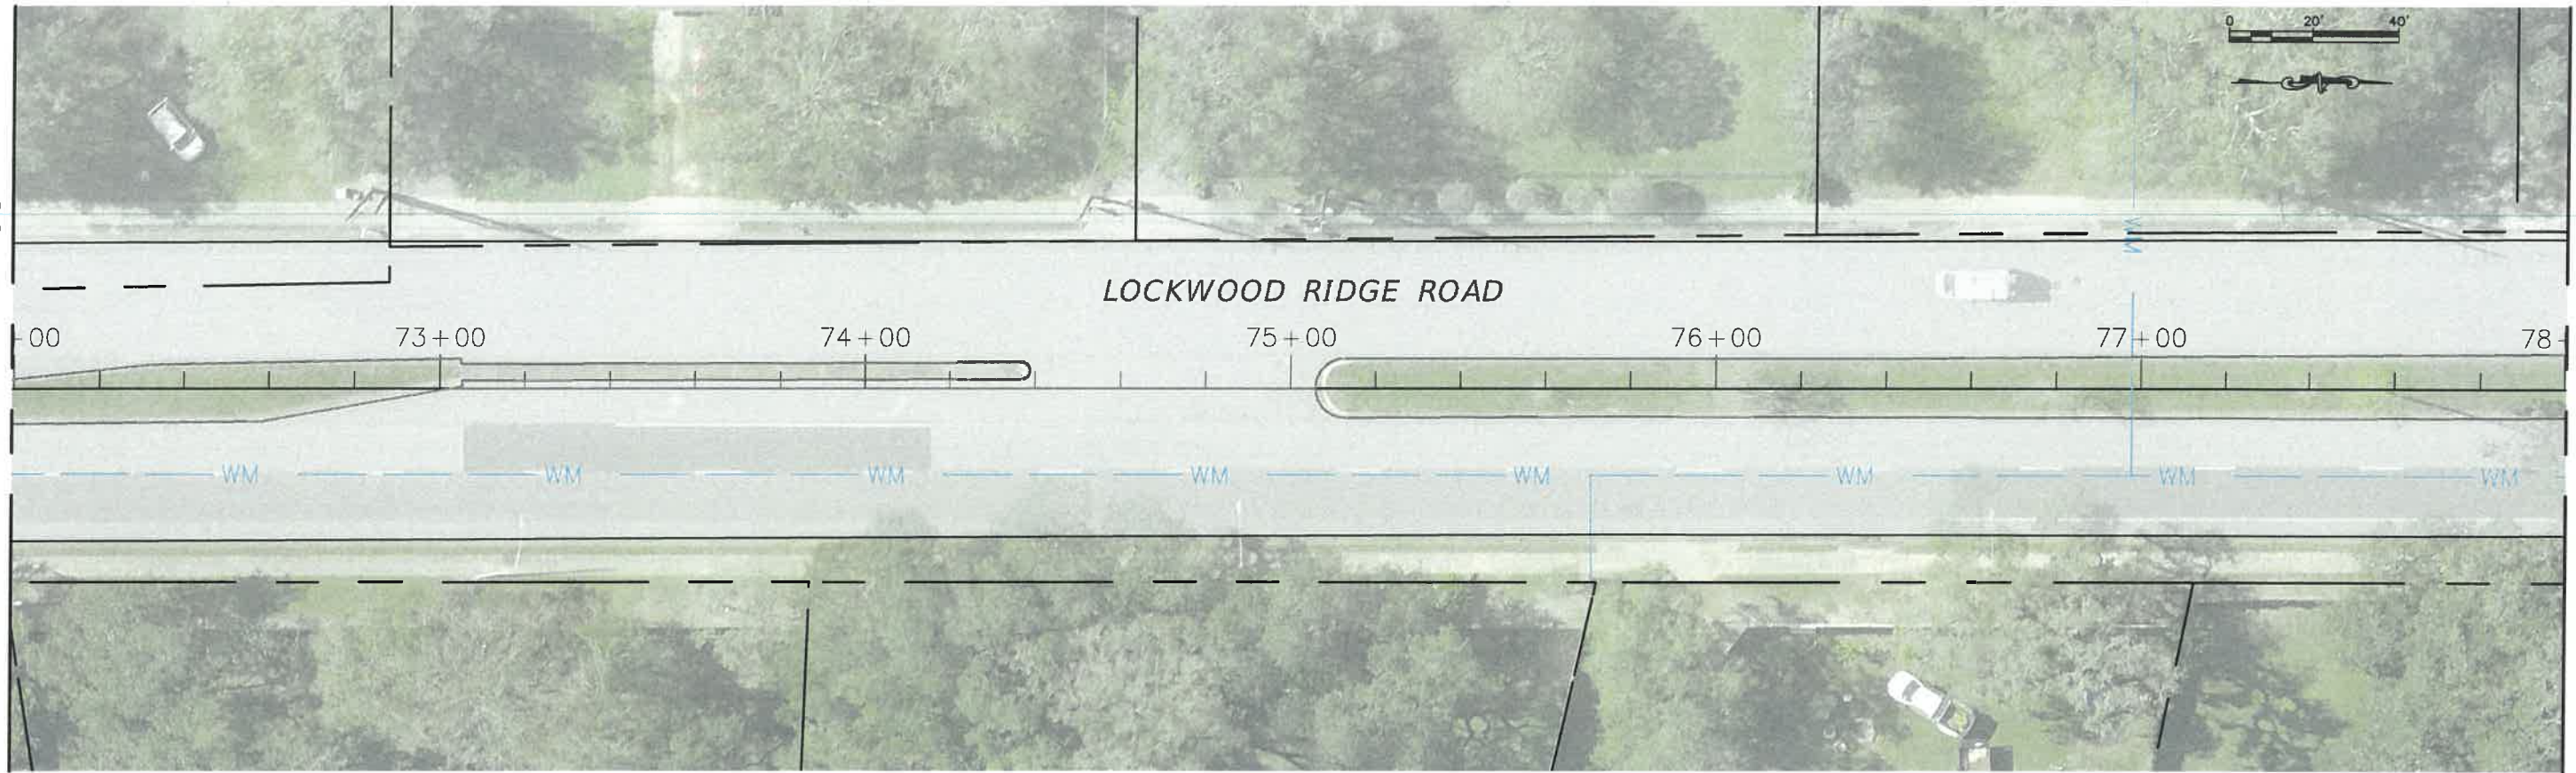 0 20' 40'
LOCKWOOD RIDGE ROAD
+00 73+00 74+00 75+00 76+00 77+00 78
WM
WM WM WM WM WM WM WM WM